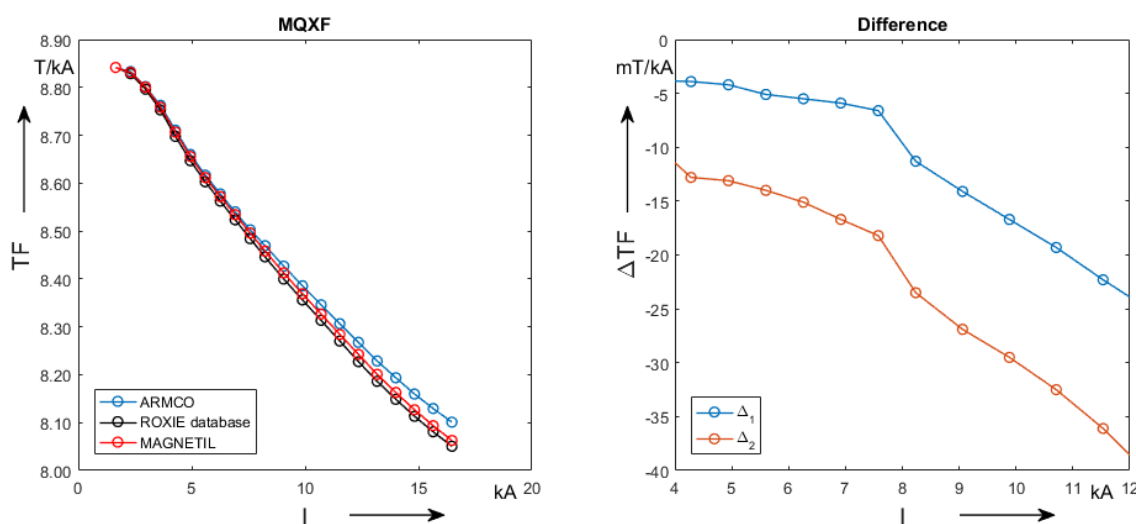 MQXF
8.90
T/kA
8.80
8.70
8.60
8.50
8.40
8.30
8.20
8.10
8.00
TF
ARMCO
ROXIE database
MAGNETIL
0
5
10
15
kA
20
I
Difference
0
mT/kA
-5
-10
-15
-20
-25
-30
-35
-40
ΔTF
Δ1
Δ2
4
5
6
7
8
9
10
11
kA
12
I